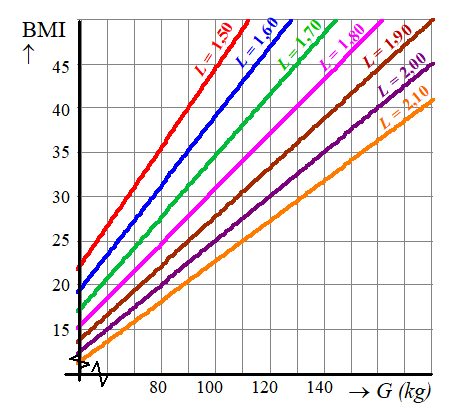 BMI
↑
L = 1,50
L = 1,60
L = 1,70
L = 1,80
L = 1,90
L = 2,00
L = 2,10
45
40
35
30
25
20
15
80 100 120 140 → G (kg)